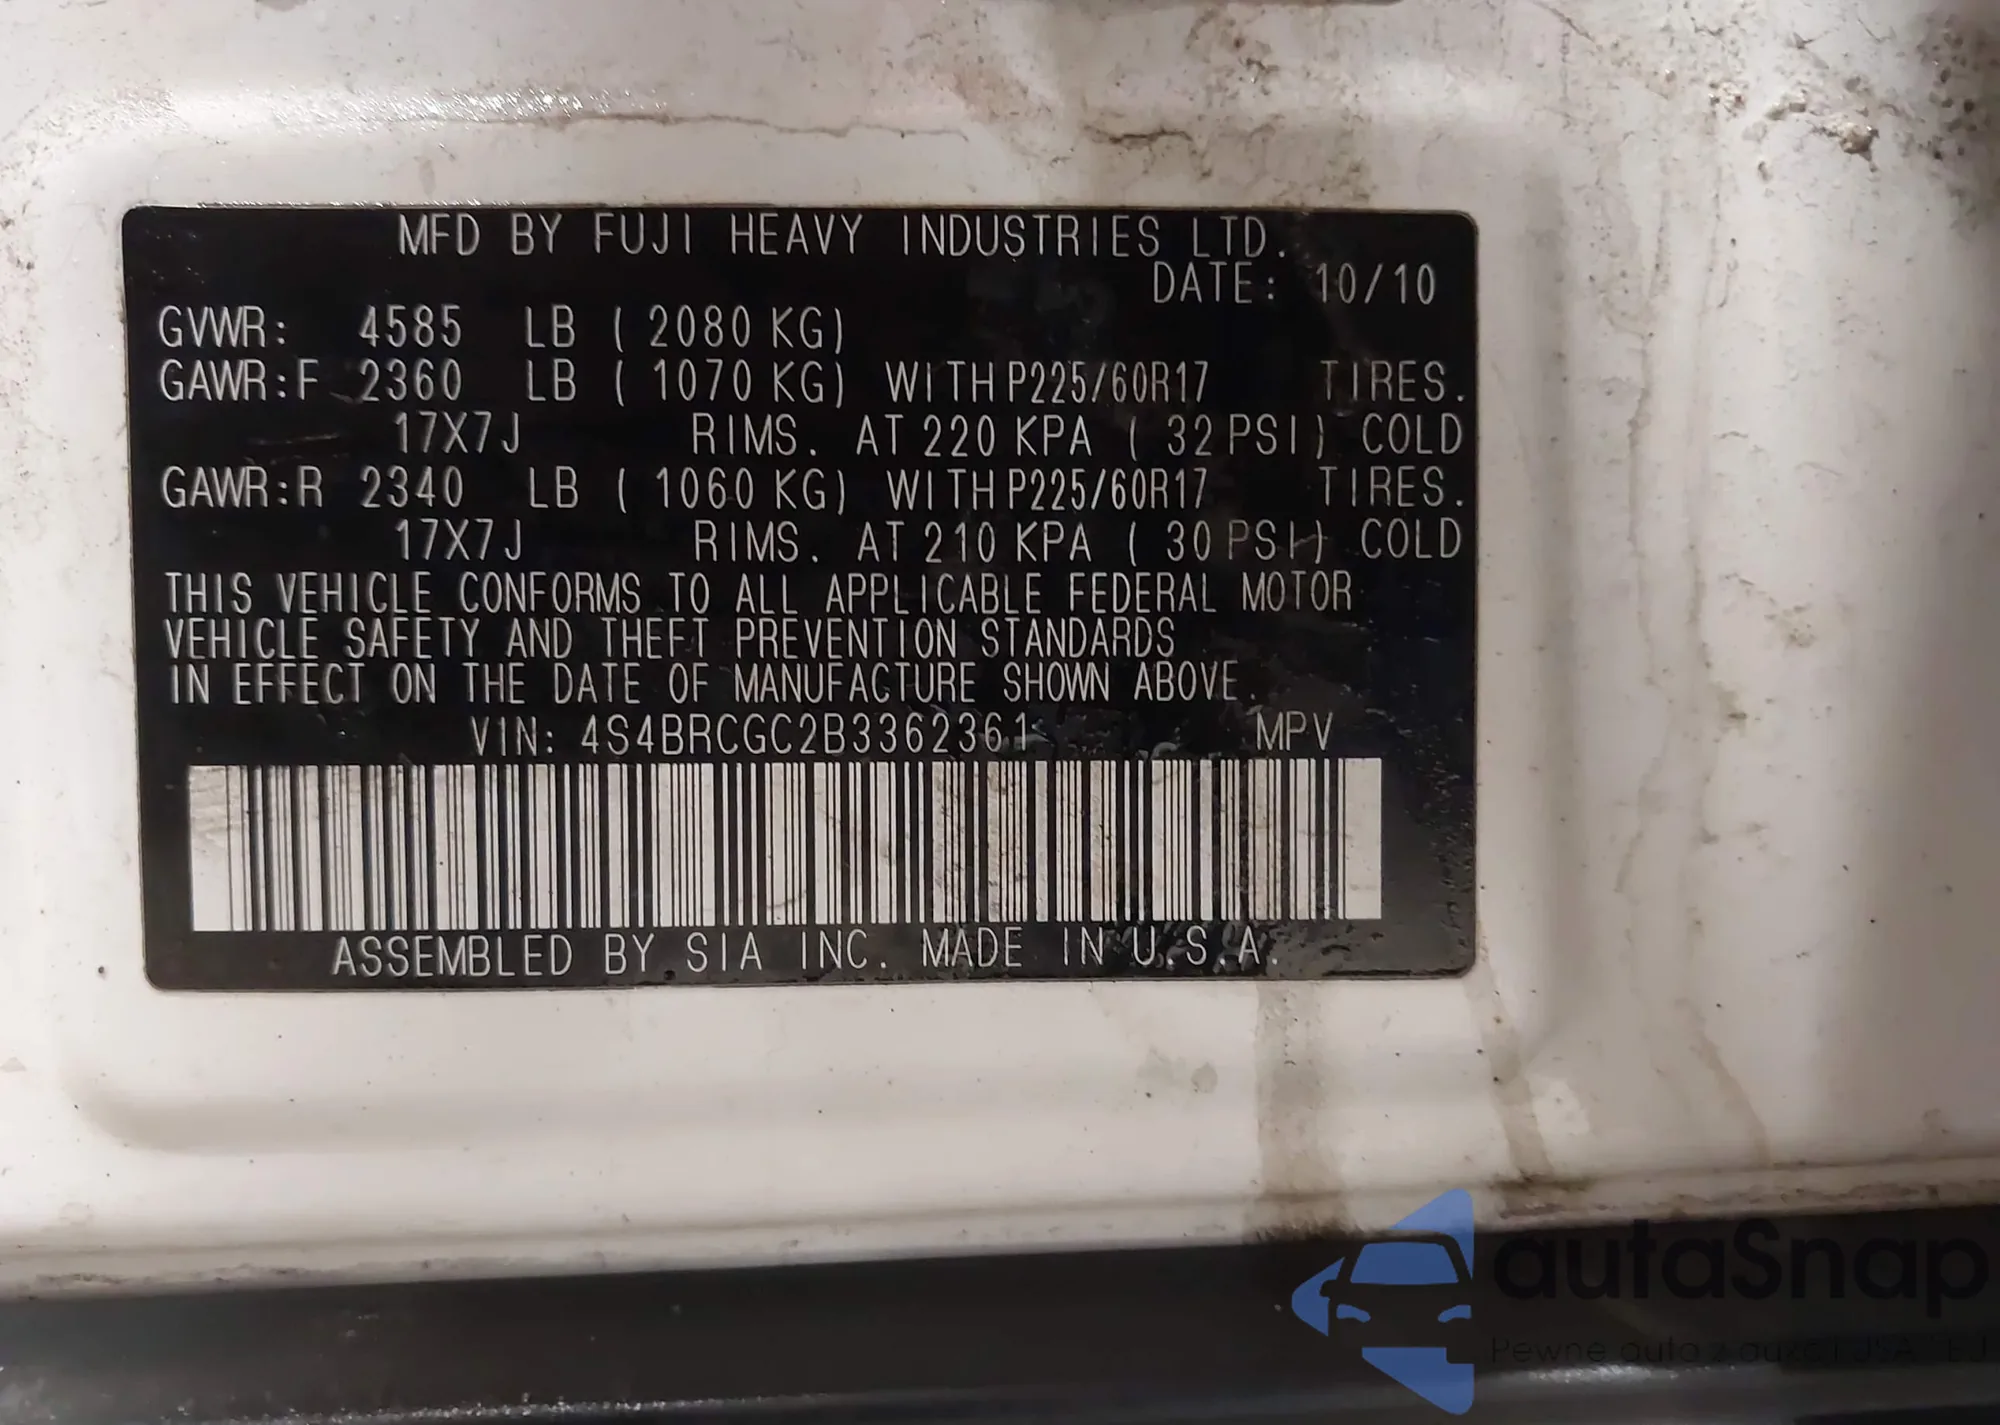 MFD BY FUJI HEAVY INDUSTRIES LTD.
DATE: 10/10
GVWR: 4585 LB ( 2080 KG)
GAWR:F 2360 LB ( 1070 KG) WITH P225/60R17 TIRES.
17X7J RIMS. AT 220 KPA ( 32 PSI) COLD
GAWR:R 2340 LB ( 1060 KG) WITH P225/60R17 TIRES.
17X7J RIMS. AT 210 KPA ( 30 PSI) COLD
THIS VEHICLE CONFORMS TO ALL APPLICABLE FEDERAL MOTOR
VEHICLE SAFETY AND THEFT PREVENTION STANDARDS
IN EFFECT ON THE DATE OF MANUFACTURE SHOWN ABOVE.
VIN: 4S4BRCGC2B3362361 MPV
ASSEMBLED BY SIA INC. MADE IN U.S.A.
autaSnap
Pewne auto z aukcji USA